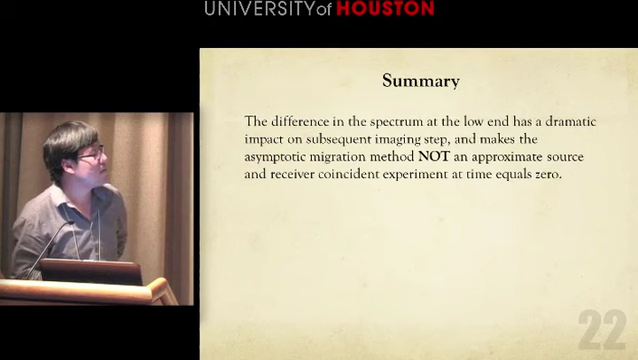 UNIVERSITY of HOUSTON
Summary
The difference in the spectrum at the low end has a dramatic
impact on subsequent imaging step, and makes the
asymptotic migration method NOT an approximate source
and receiver coincident experiment at time equals zero.
22